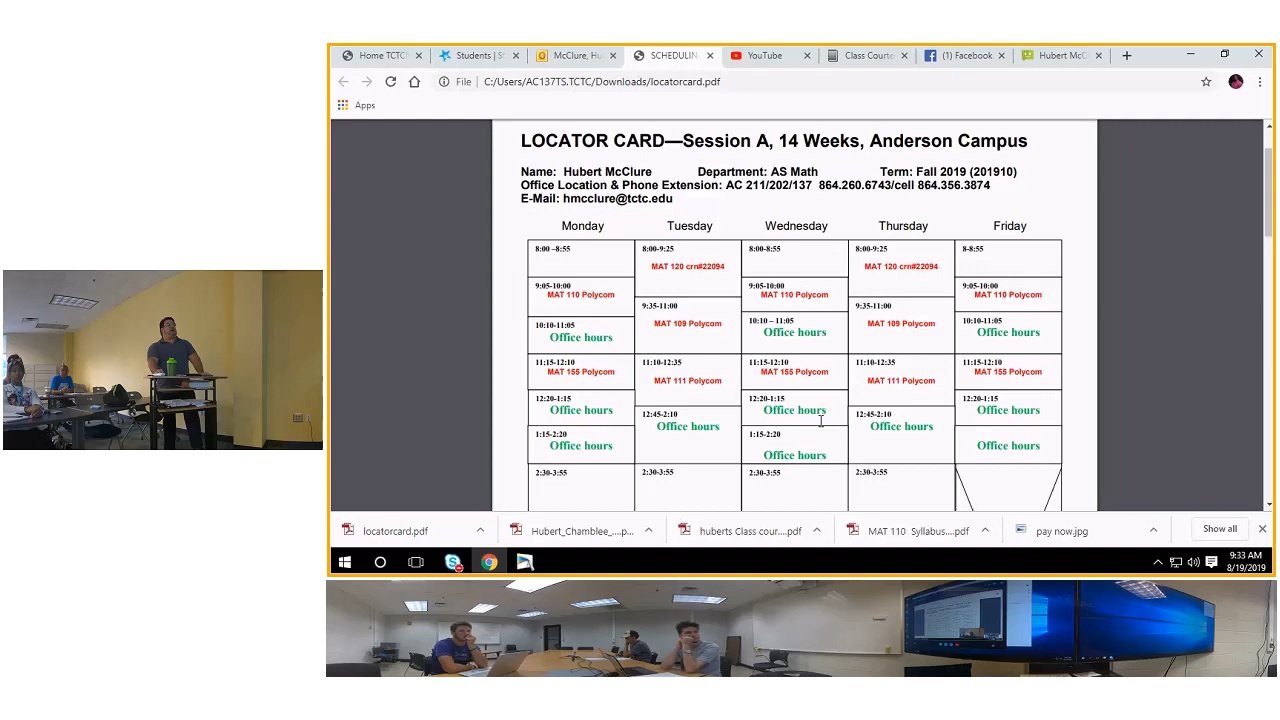 Home TCTC
Students | St
McClure, Hu
SCHEDULIN
YouTube
Class Courte
(1) Facebook
Hubert McC
File
C:/Users/AC137TS.TCTC/Downloads/locatorcard.pdf
Apps
LOCATOR CARD—Session A, 14 Weeks, Anderson Campus
Name: Hubert McClure Department: AS Math Term: Fall 2019 (201910)
Office Location & Phone Extension: AC 211/202/137 864.260.6743/cell 864.356.3874
E-Mail: hmcclure@tctc.edu
Monday Tuesday Wednesday Thursday Friday
8:00 –8:55 8:00-9:25 8:00-8:55 8:00-9:25 8-8:55
MAT 120 crn#22094 MAT 120 crn#22094
9:05-10:00 9:05-10:00 9:05-10:00
MAT 110 Polycom MAT 110 Polycom MAT 110 Polycom
9:35-11:00 9:35-11:00
10:10-11:05 10:10 – 11:05 10:10-11:05
MAT 109 Polycom MAT 109 Polycom
Office hours Office hours Office hours
11:15-12:10 11:10-12:35 11:15-12:10 11:10-12:35 11:15-12:10
MAT 155 Polycom MAT 155 Polycom MAT 155 Polycom
MAT 111 Polycom MAT 111 Polycom
12:20-1:15 12:20-1:15 12:20-1:15
Office hours Office hours Office hours
12:45-2:10 12:45-2:10
Office hours Office hours
1:15-2:20 1:15-2:20
Office hours Office hours Office hours
2:30-3:55 2:30-3:55 2:30-3:55 2:30-3:55
locatorcard.pdf
Hubert_Chamblee_....p...
huberts Class cour....pdf
MAT 110 Syllabus....pdf
pay now.jpg
Show all
9:33 AM
8/19/2019